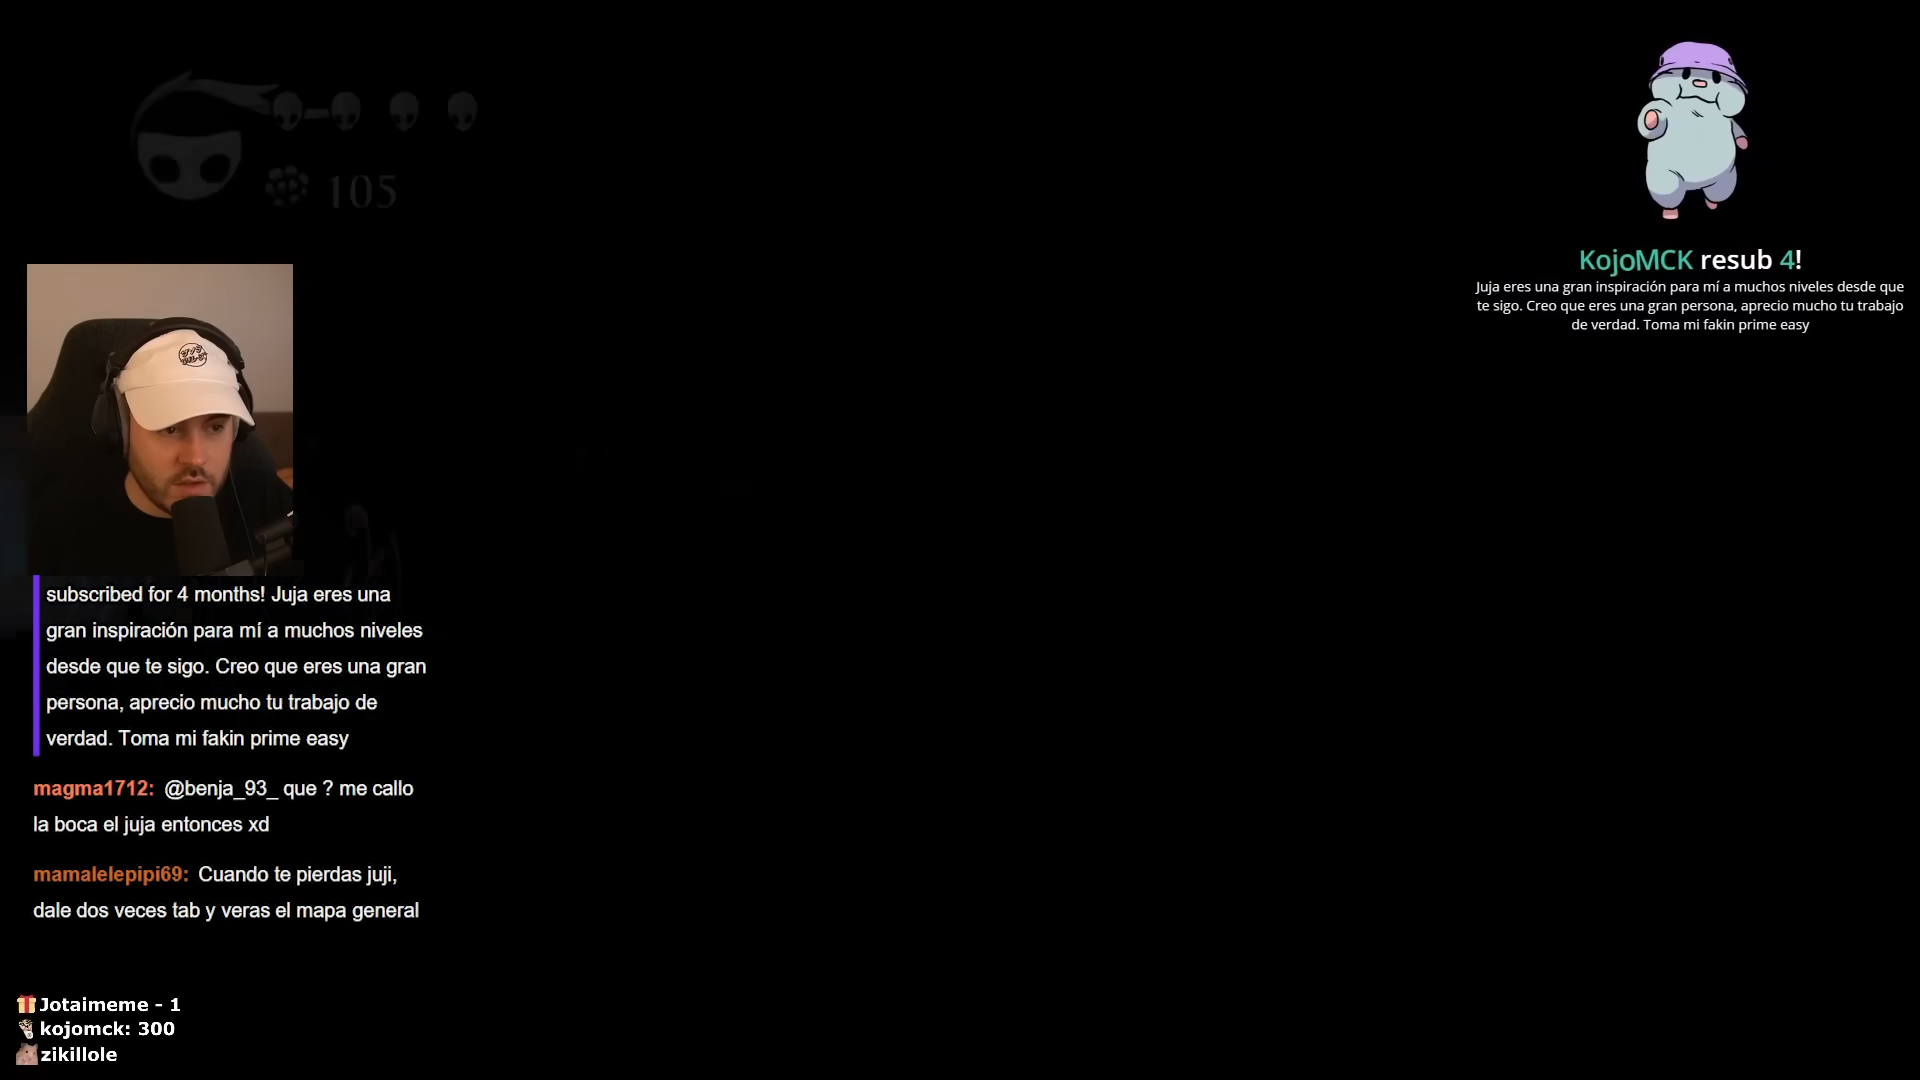 105
KojoMCK resub 4!
Juja eres una gran inspiración para mí a muchos niveles desde que
te sigo. Creo que eres una gran persona, aprecio mucho tu trabajo
de verdad. Toma mi fakin prime easy
subscribed for 4 months! Juja eres una
gran inspiración para mí a muchos niveles
desde que te sigo. Creo que eres una gran
persona, aprecio mucho tu trabajo de
verdad. Toma mi fakin prime easy
magma1712: @benja_93_ que ? me callo
la boca el juja entonces xd
mamalelepipi69: Cuando te pierdas juji,
dale dos veces tab y veras el mapa general
Jotaimeme - 1
kojomck: 300
zikillole